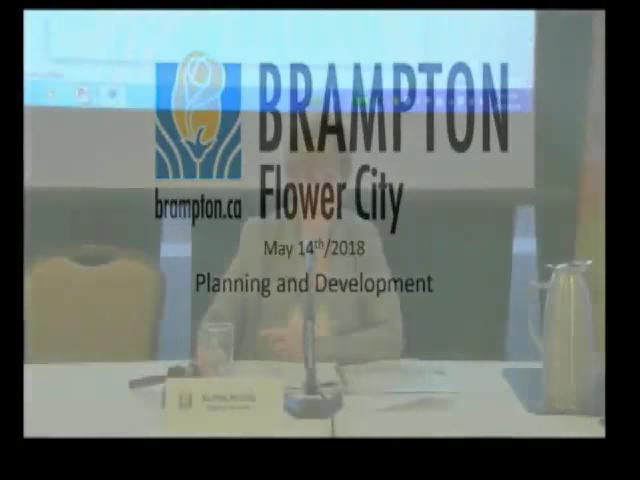 BRAMPTON
Flower City
brampton.ca
May 14th/2018
Planning and Development